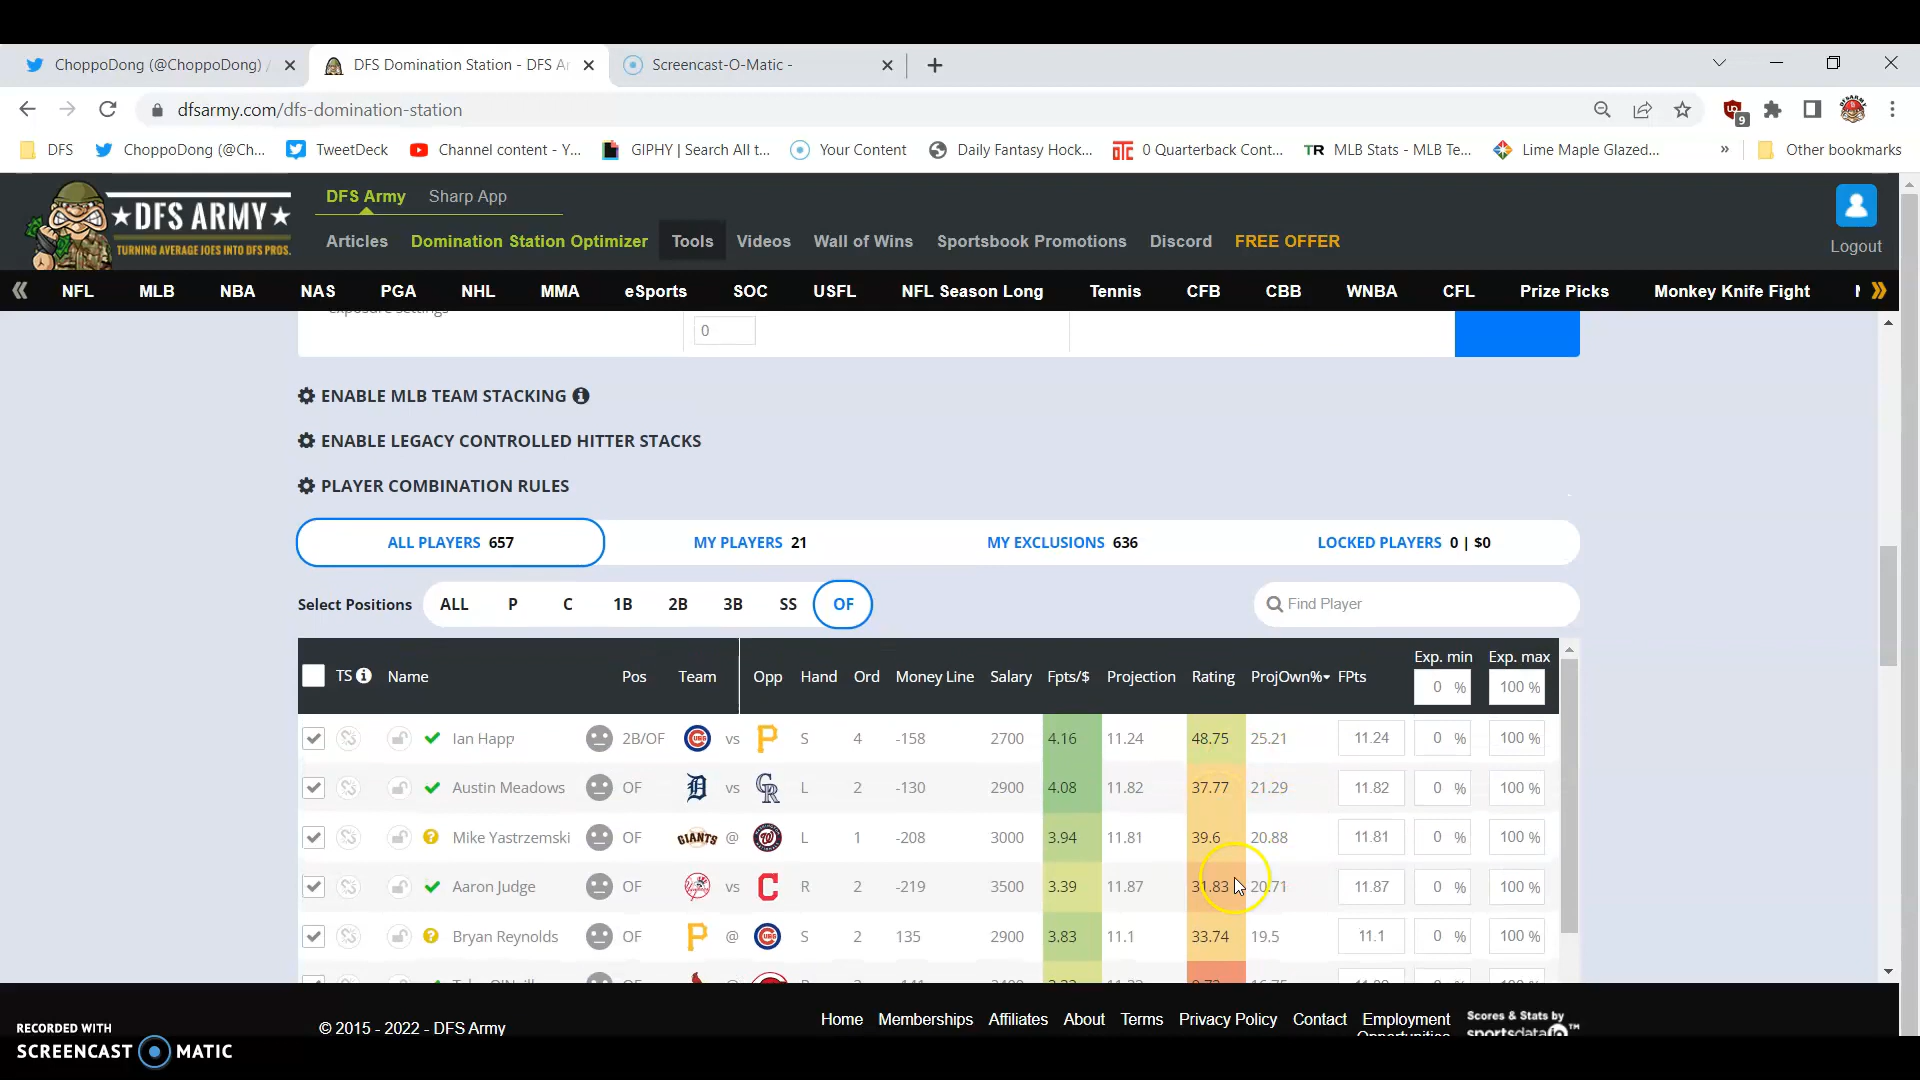 ChoppoDong (@ChoppoDong) /
DFS Domination Station - DFS Ar
Screencast-O-Matic -
dfsarmy.com/dfs-domination-station
9
DFS
ChoppoDong (@Ch...
TweetDeck
Channel content - Y...
GIPHY | Search All t...
Your Content
Daily Fantasy Hock...
0 Quarterback Cont...
TR MLB Stats - MLB Te...
Lime Maple Glazed...
» Other bookmarks
DFS ARMY
TURNING AVERAGE JOES INTO DFS PROS.
DFS Army Sharp App
Articles Domination Station Optimizer Tools Videos Wall of Wins Sportsbook Promotions Discord FREE OFFER
Logout
NFL MLB NBA NAS PGA NHL MMA eSports SOC USFL NFL Season Long Tennis CFB CBB WNBA CFL Prize Picks Monkey Knife Fight
exposure settings
0
ENABLE MLB TEAM STACKING
ENABLE LEGACY CONTROLLED HITTER STACKS
PLAYER COMBINATION RULES
ALL PLAYERS 657 MY PLAYERS 21 MY EXCLUSIONS 636 LOCKED PLAYERS 0 | $0
Select Positions ALL P C 1B 2B 3B SS OF Find Player
TS Name Pos Team Opp Hand Ord Money Line Salary Fpts/$ Projection Rating ProjOwn% FPts Exp. min 0 % Exp. max 100 %
Ian Happ 2B/OF vs S 4 -158 2700 4.16 11.24 48.75 25.21 11.24 0 % 100 %
Austin Meadows OF vs L 2 -130 2900 4.08 11.82 37.77 21.29 11.82 0 % 100 %
Mike Yastrzemski OF GIANTS @ L 1 -208 3000 3.94 11.81 39.6 20.88 11.81 0 % 100 %
Aaron Judge OF vs R 2 -219 3500 3.39 11.87 31.83 20.71 11.87 0 % 100 %
Bryan Reynolds OF @ S 2 135 2900 3.83 11.1 33.74 19.5 11.1 0 % 100 %
© 2015 - 2022 - DFS Army
Home Memberships Affiliates About Terms Privacy Policy Contact Employment Opportunities
Scores & Stats by
sportsdata
RECORDED WITH
SCREENCAST MATIC